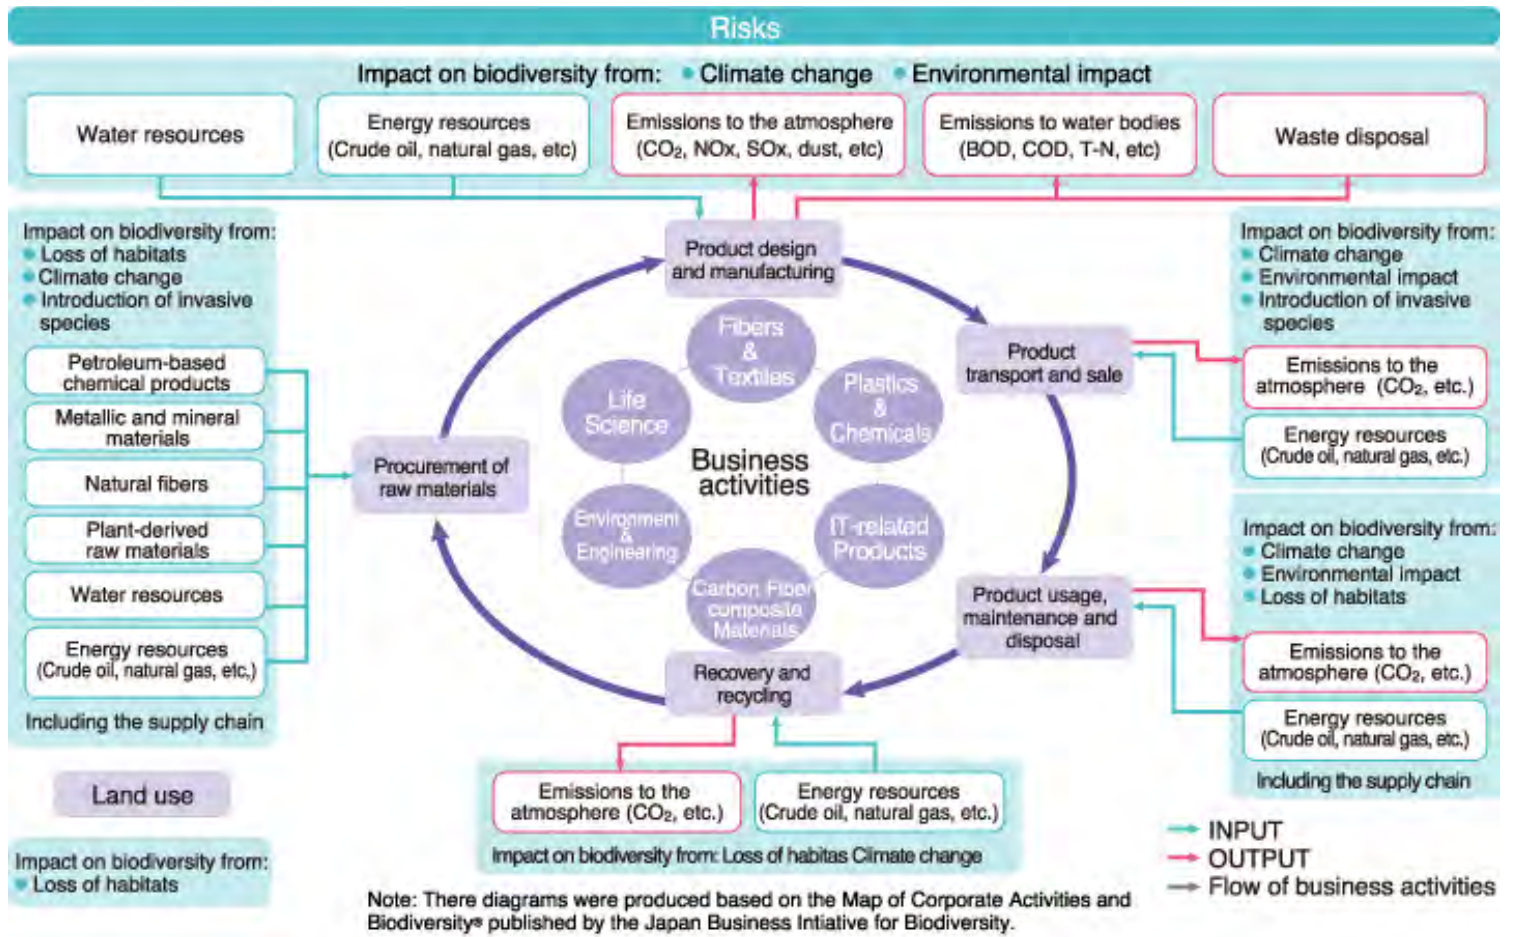 Risks
Impact on biodiversity from: • Climate change • Environmental impact
Water resources
Energy resources
(Crude oil, natural gas, etc)
Emissions to the atmosphere
(CO₂, NOx, SOx, dust, etc)
Emissions to water bodies
(BOD, COD, T-N, etc)
Waste disposal
Impact on biodiversity from:
• Loss of habitats
• Climate change
• Introduction of invasive
species
Petroleum-based
chemical products
Metallic and mineral
materials
Natural fibers
Plant-derived
raw materials
Water resources
Energy resources
(Crude oil, natural gas, etc.)
Including the supply chain
Land use
Impact on biodiversity from:
• Loss of habitats
Procurement of
raw materials
Product design
and manufacturing
Fibers
&
Textiles
Life
Science
Plastics
&
Chemicals
Business
activities
Environment
&
Engineering
IT-related
Products
Carbon Fiber
composite
Materials
Recovery and
recycling
Product
transport and sale
Product usage,
maintenance and
disposal
Impact on biodiversity from:
• Climate change
• Environmental impact
• Introduction of invasive
species
Emissions to the
atmosphere (CO₂, etc.)
Energy resources
(Crude oil, natural gas, etc.)
Impact on biodiversity from:
• Climate change
• Environmental impact
• Loss of habitats
Emissions to the
atmosphere (CO₂, etc.)
Energy resources
(Crude oil, natural gas, etc.)
Including the supply chain
Emissions to the
atmosphere (CO₂, etc.)
Energy resources
(Crude oil, natural gas, etc.)
Impact on biodiversity from: Loss of habitas Climate change
INPUT
OUTPUT
Flow of business activities
Note: There diagrams were produced based on the Map of Corporate Activities and
Biodiversity® published by the Japan Business Intiative for Biodiversity.